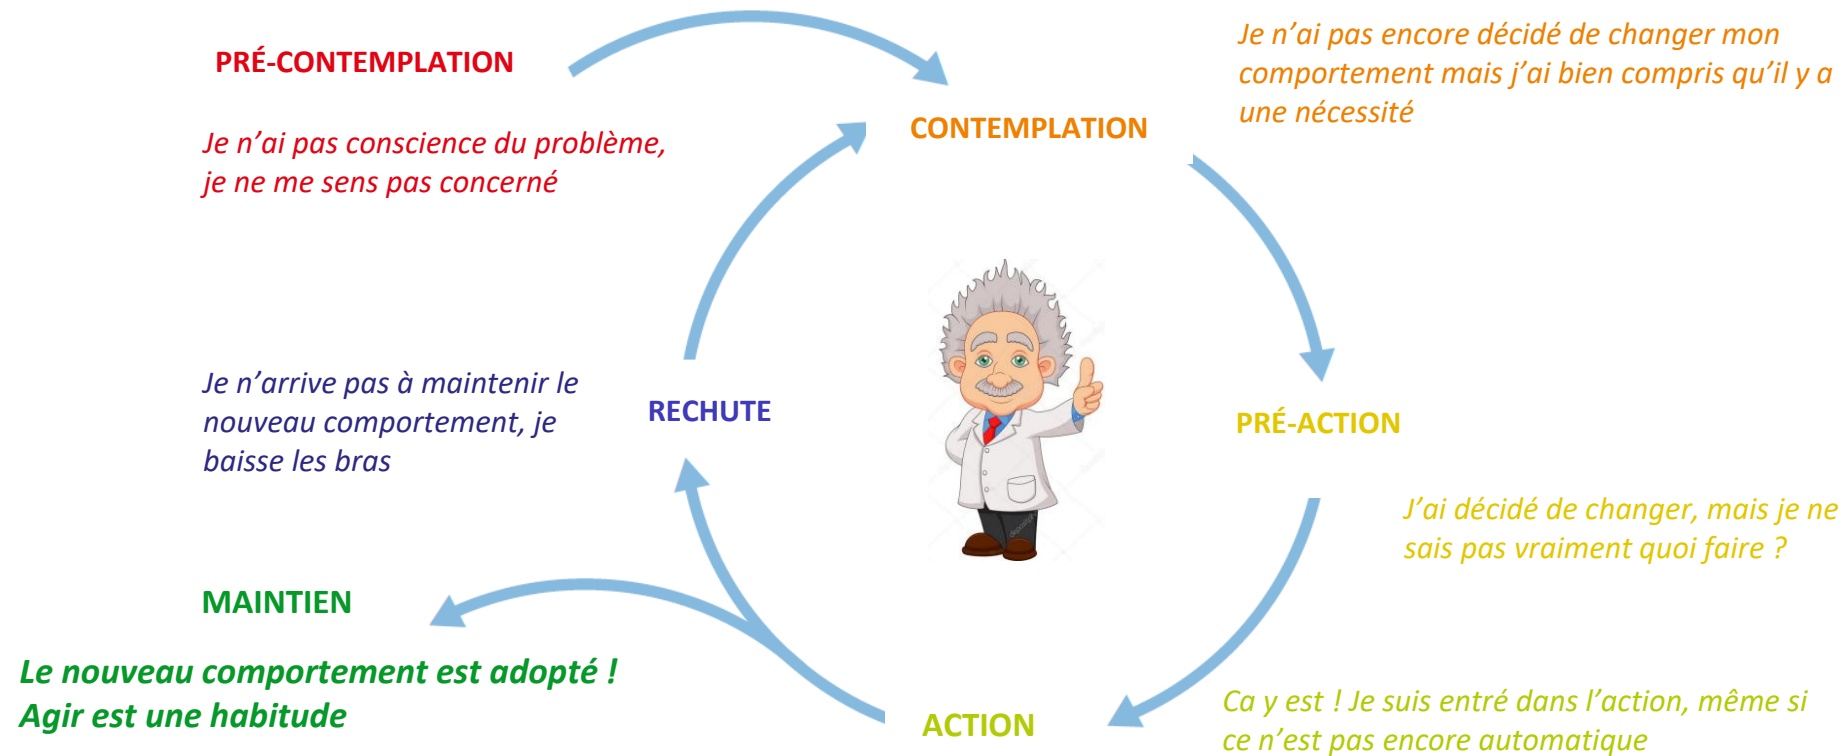 PRÉ-CONTEMPLATION
Je n’ai pas conscience du problème,
je ne me sens pas concerné
CONTEMPLATION
Je n’ai pas encore décidé de changer mon
comportement mais j’ai bien compris qu’il y a
une nécessité
PRÉ-ACTION
J’ai décidé de changer, mais je ne
sais pas vraiment quoi faire ?
ACTION
Ca y est ! Je suis entré dans l’action, même si
ce n’est pas encore automatique
RECHUTE
Je n’arrive pas à maintenir le
nouveau comportement, je
baisse les bras
MAINTIEN
Le nouveau comportement est adopté !
Agir est une habitude